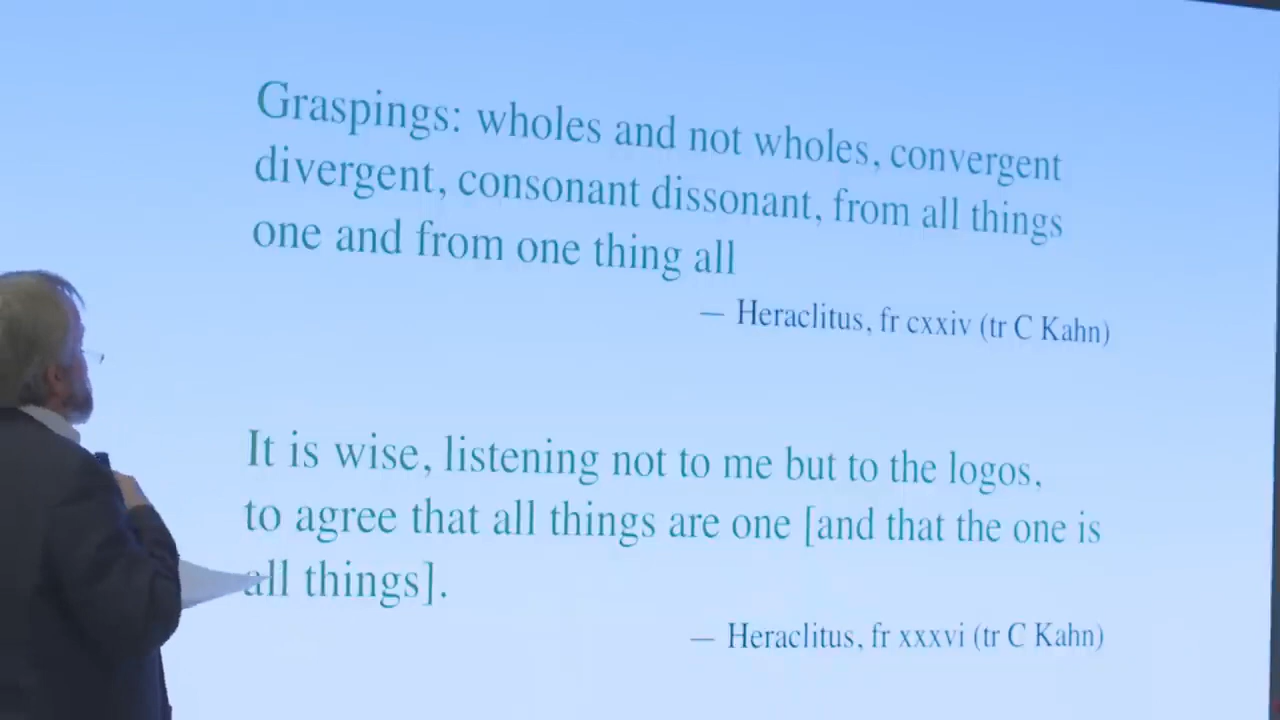 Graspings: wholes and not wholes, convergent
divergent, consonant dissonant, from all things
one and from one thing all
— Heraclitus, fr cxxiv (tr C Kahn)
It is wise, listening not to me but to the logos,
to agree that all things are one [and that the one is
all things].
— Heraclitus, fr xxxvi (tr C Kahn)